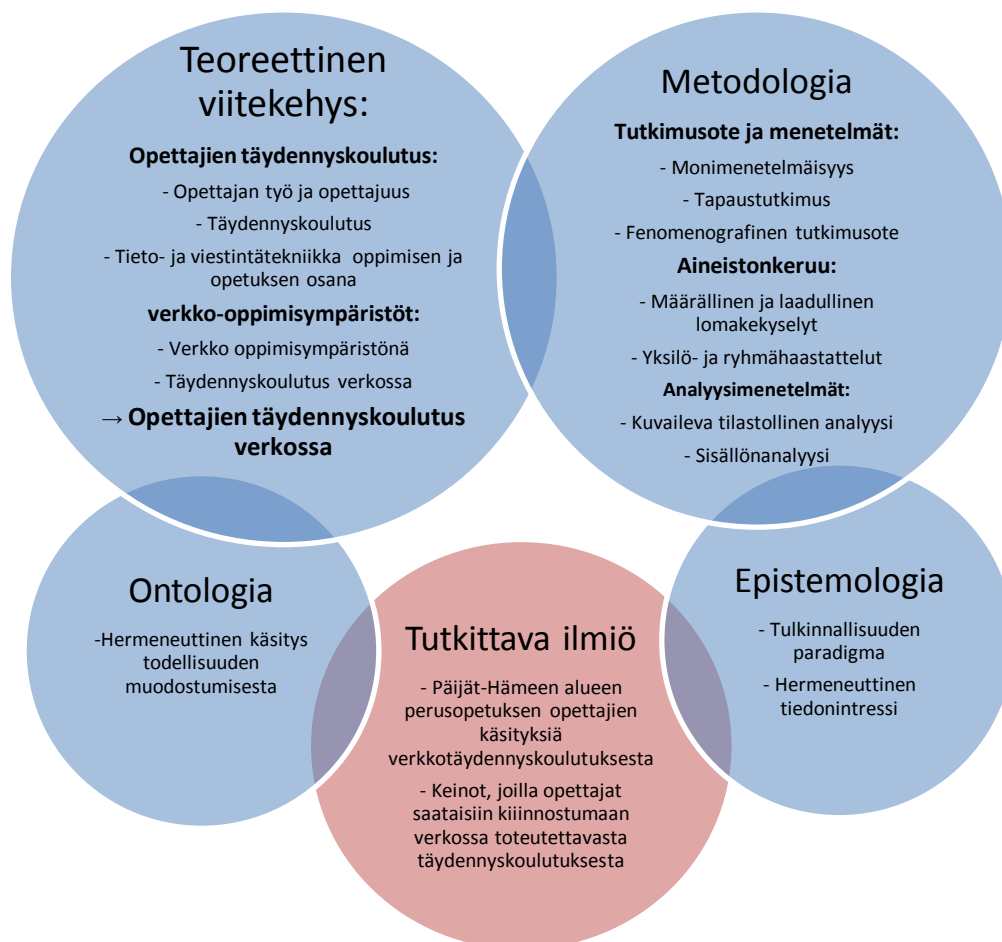 Teoreettinen
viitekehys:
Opettajien täydennyskoulutus:
- Opettajan työ ja opettajuus
- Täydennyskoulutus
- Tieto- ja viestintätekniikka oppimisen ja
opetuksen osana
verkko-oppimisympäristöt:
- Verkko oppimisympäristönä
- Täydennyskoulutus verkossa
→ Opettajien täydennyskoulutus
verkossa
Metodologia
Tutkimusote ja menetelmät:
- Monimenetelmäisyys
- Tapaustutkimus
- Fenomenografinen tutkimusote
Aineistonkeruu:
- Määrällinen ja laadullinen
lomakekyselyt
- Yksilö- ja ryhmähaastattelut
Analyysimenetelmät:
- Kuvaileva tilastollinen analyysi
- Sisällönanalyysi
Ontologia
-Hermeneuttinen käsitys
todellisuuden
muodostumisesta
Tutkittava ilmiö
- Päijät-Hämeen alueen
perusopetuksen opettajien
käsityksiä
verkkotäydennyskoulutuksesta
- Keinot, joilla opettajat
saataisiin kiinnostumaan
verkossa toteutettavasta
täydennyskoulutuksesta
Epistemologia
- Tulkinnallisuuden
paradigma
- Hermeneuttinen
tiedonintressi